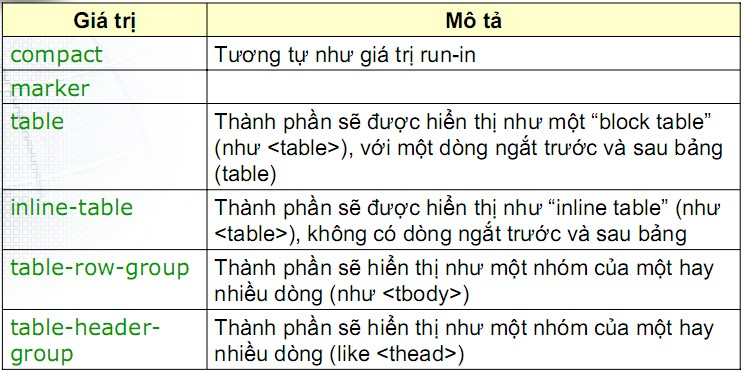 Giá trị Mô tả
compact Tương tự như giá trị run-in
marker
table Thành phần sẽ được hiển thị như một “block table”
(như <table>), với một dòng ngắt trước và sau bảng
(table)
inline-table Thành phần sẽ được hiển thị như “inline table” (như
<table>), không có dòng ngắt trước và sau bảng
table-row-group Thành phần sẽ hiển thị như một nhóm của một hay
nhiều dòng (như <tbody>)
table-header- Thành phần sẽ hiển thị như một nhóm của một hay
group nhiều dòng (like <thead>)